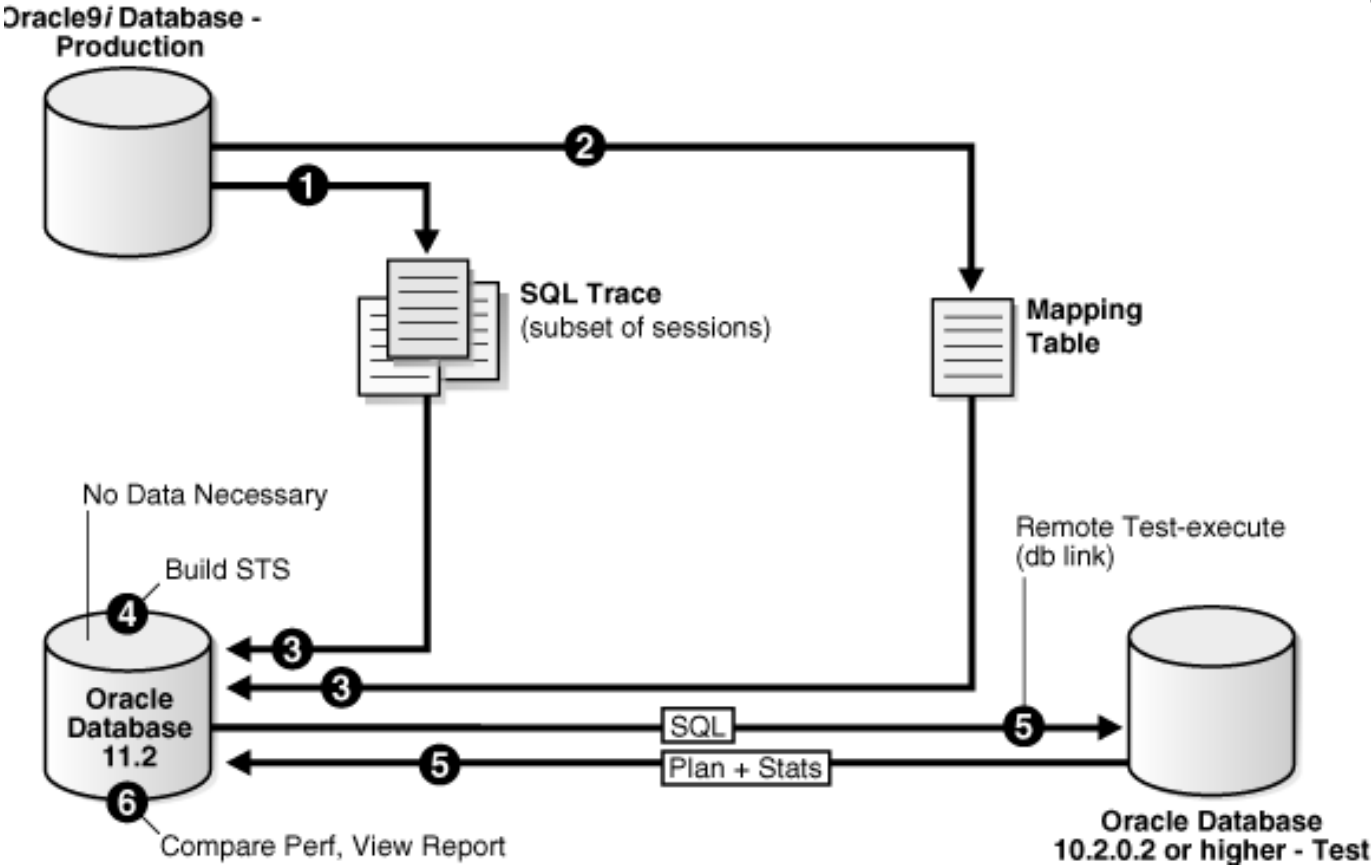 Oracle9i Database -
Production
2
1
SQL Trace
(subset of sessions)
Mapping
Table
No Data Necessary
Build STS
4
Remote Test-execute
(db link)
3
3
Oracle
Database
11.2
SQL
5
5
Plan + Stats
6
Compare Perf, View Report
Oracle Database
10.2.0.2 or higher - Test